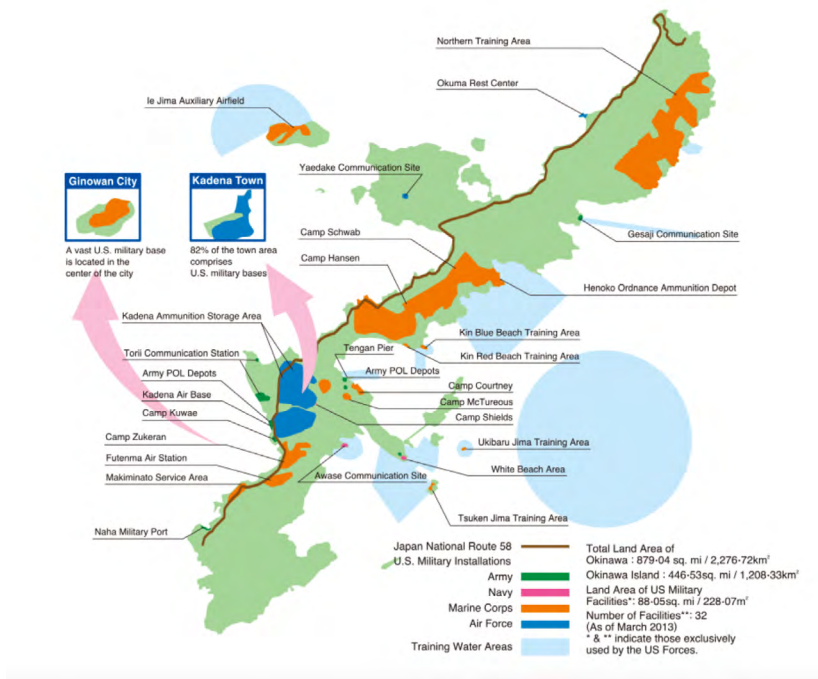 Northern Training Area
Okuma Rest Center
Ie Jima Auxiliary Airfield
Yaedake Communication Site
Ginowan City
A vast U.S. military base
is located in the
center of the city
Kadena Town
82% of the town area
comprises
U.S. military bases
Camp Schwab
Camp Hansen
Gesaji Communication Site
Henoko Ordnance Ammunition Depot
Kadena Ammunition Storage Area
Kin Blue Beach Training Area
Kin Red Beach Training Area
Tengan Pier
Torii Communication Station
Army POL Depots
Army POL Depots
Kadena Air Base
Camp Courtney
Camp McTureous
Camp Kuwae
Camp Shields
Camp Zukeran
Ukibaru Jima Training Area
Futenma Air Station
White Beach Area
Makiminato Service Area
Awase Communication Site
Tsuken Jima Training Area
Naha Military Port
Japan National Route 58
U.S. Military Installations
Army
Navy
Marine Corps
Air Force
Training Water Areas
Total Land Area of
Okinawa : 879-04 sq. mi / 2,276-72km²
Okinawa Island : 446-53sq. mi / 1,208-33km²
Land Area of US Military
Facilities*: 88-05sq. mi / 228-07m²
Number of Facilities**: 32
(As of March 2013)
* & ** indicate those exclusively
used by the US Forces.